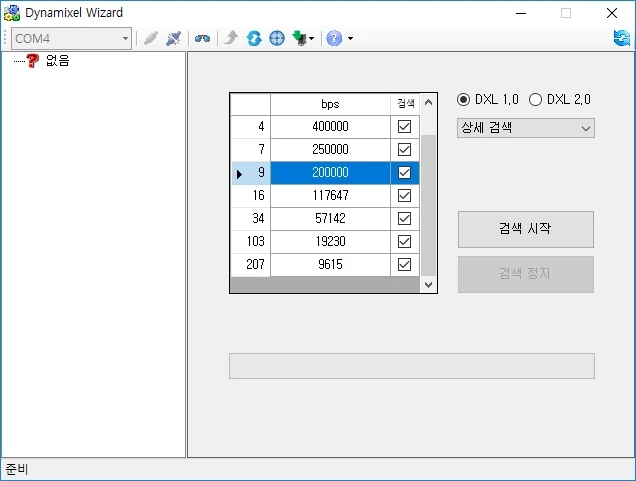 Dynamixel Wizard
COM4
없음
bps 검색
4 400000
7 250000
9 200000
16 117647
34 57142
103 19230
207 9615
DXL 1,0 DXL 2,0
상세 검색
검색 시작
검색 정지
준비